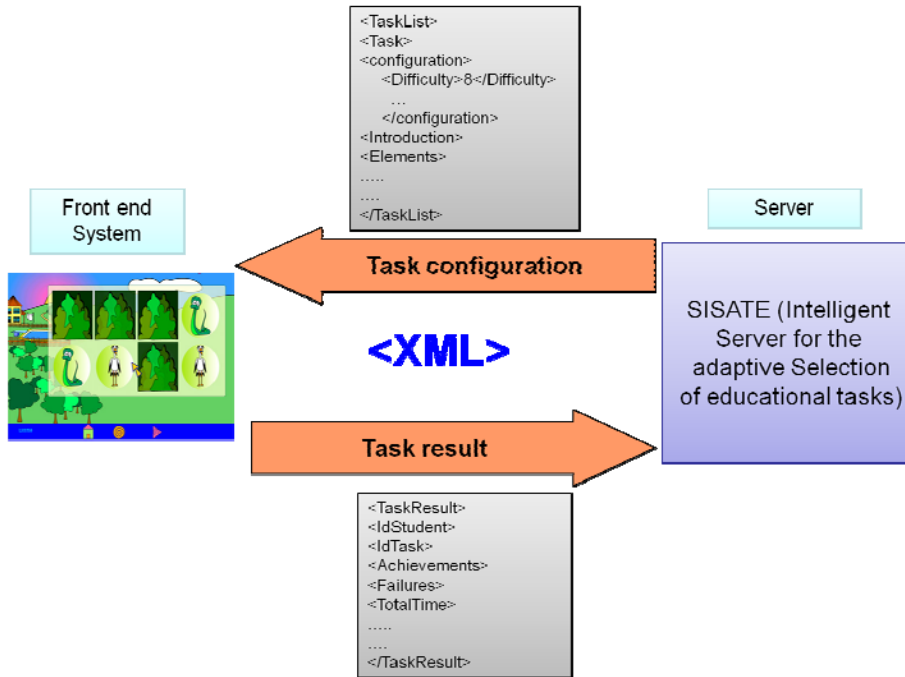 <TaskList>
<Task>
<configuration>
<Difficulty>8</Difficulty>
...
</configuration>
<Introduction>
<Elements>
.....
....
</TaskList>
Front end
System
Server
Task configuration
SISATE (Intelligent
Server for the
adaptive Selection
of educational tasks)
<XML>
Task result
<TaskResult>
<IdStudent>
<IdTask>
<Achievements>
<Failures>
<TotalTime>
.....
....
</TaskResult>